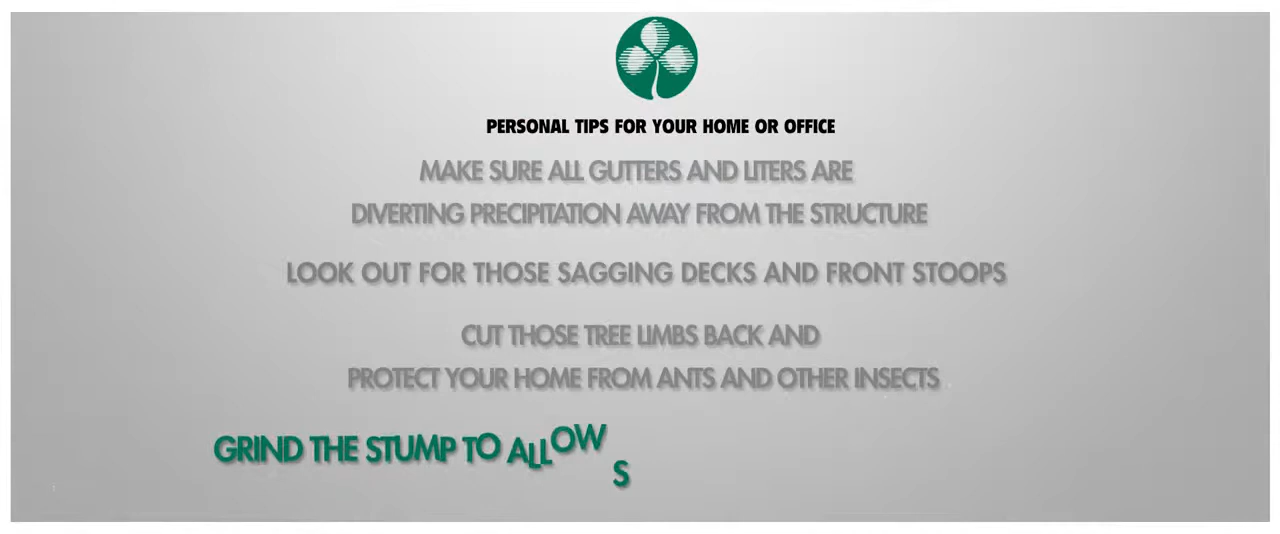 PERSONAL TIPS FOR YOUR HOME OR OFFICE
MAKE SURE ALL GUTTERS AND LITERS ARE
DIVERTING PRECIPITATION AWAY FROM THE STRUCTURE
LOOK OUT FOR THOSE SAGGING DECKS AND FRONT STOOPS
CUT THOSE TREE LIMBS BACK AND
PROTECT YOUR HOME FROM ANTS AND OTHER INSECTS
GRIND THE STUMP TO ALLOW S